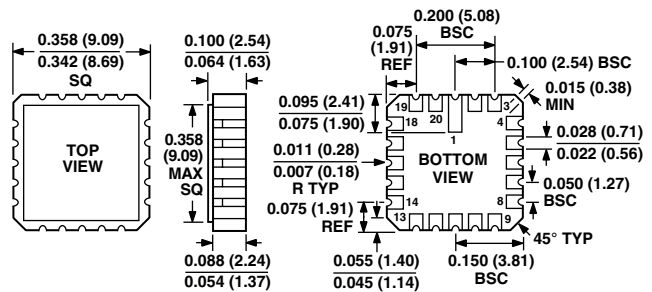 0.358 (9.09)
0.342 (8.69)
SQ
TOP
VIEW
0.100 (2.54)
0.064 (1.63)
0.358
(9.09)
MAX
SQ
0.088 (2.24)
0.054 (1.37)
0.200 (5.08)
BSC
0.075
(1.91)
REF
0.100 (2.54) BSC
0.015 (0.38)
MIN
0.095 (2.41)
0.075 (1.90)
19
20
3
18
4
1
0.028 (0.71)
0.022 (0.56)
0.011 (0.28)
0.007 (0.18)
R TYP
BOTTOM
VIEW
0.050 (1.27)
BSC
0.075 (1.91)
REF
14
8
13
9
45° TYP
0.055 (1.40)
0.045 (1.14)
0.150 (3.81)
BSC